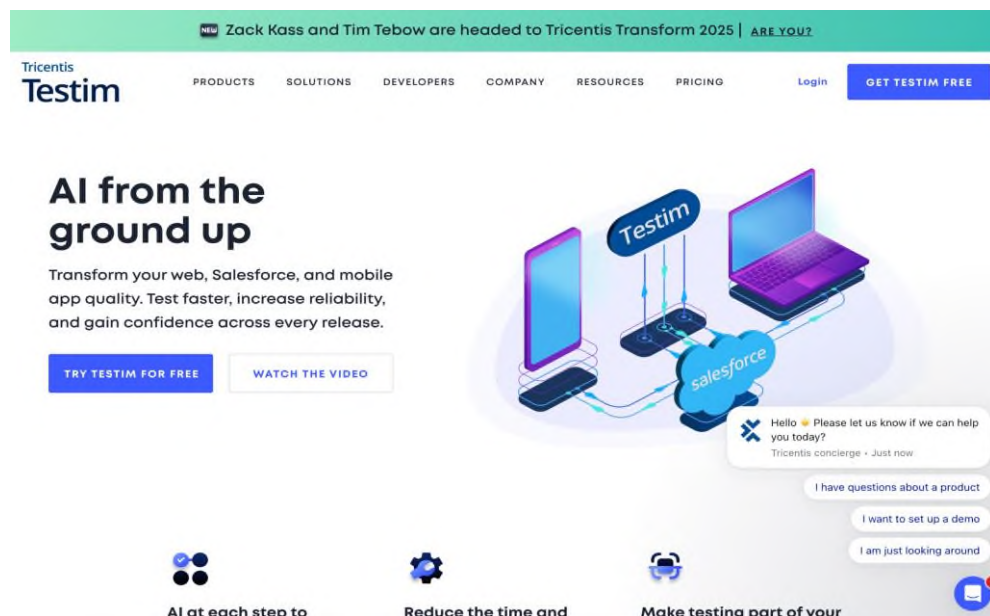 NEW Zack Kass and Tim Tebow are headed to Tricentis Transform 2025 | ARE YOU?
Tricentis
Testim
PRODUCTS SOLUTIONS DEVELOPERS COMPANY RESOURCES PRICING Login GET TESTIM FREE
AI from the
ground up
Transform your web, Salesforce, and mobile
app quality. Test faster, increase reliability,
and gain confidence across every release.
TRY TESTIM FOR FREE WATCH THE VIDEO
Testim
salesforce
Hello 👋 Please let us know if we can help
you today?
Tricentis concierge • Just now
I have questions about a product
I want to set up a demo
I am just looking around
AI at each step to Reduce the time and Make testing part of your